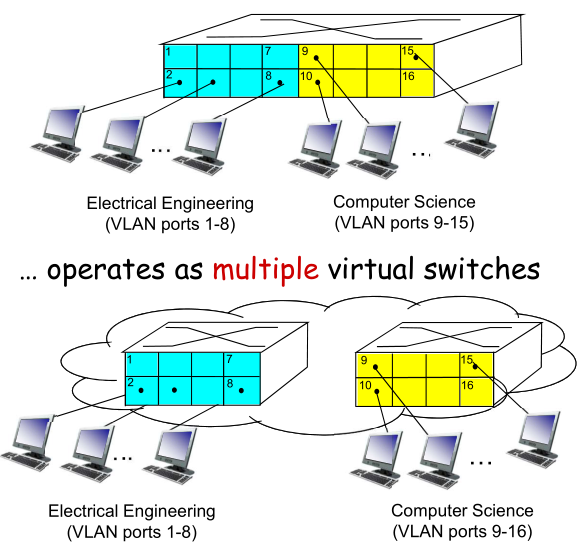 1 7 9 15
2 8 10 16
...
...
Electrical Engineering
(VLAN ports 1-8)
Computer Science
(VLAN ports 9-15)
... operates as multiple virtual switches
1 7 9 15
2 8 10 16
...
...
Electrical Engineering
(VLAN ports 1-8)
Computer Science
(VLAN ports 9-16)